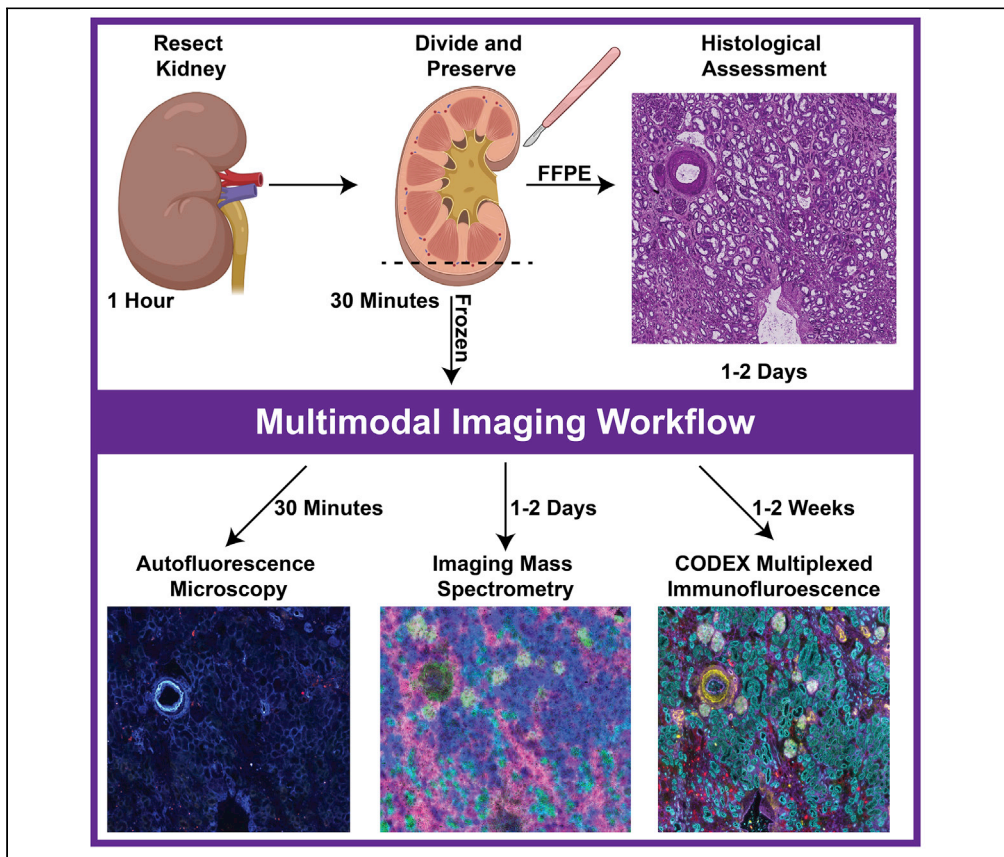 Resect
Kidney
Divide and
Preserve
Histological
Assessment
FFPE
1 Hour
30 Minutes
Frozen
1-2 Days
Multimodal Imaging Workflow
30 Minutes
1-2 Days
1-2 Weeks
Autofluorescence
Microscopy
Imaging Mass
Spectrometry
CODEX Multiplexed
Immunofluroescence